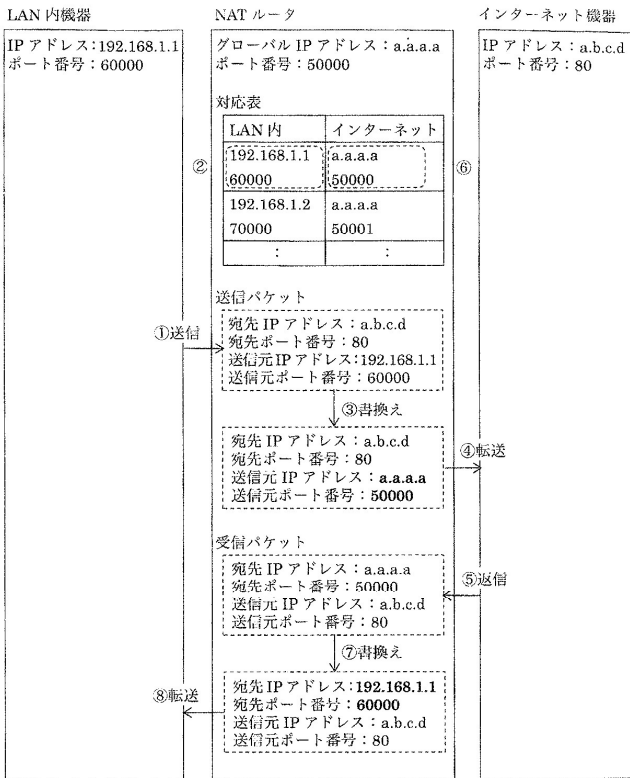 LAN 内機器
IP アドレス:192.168.1.1
ポート番号:60000
NAT ルータ
グローバル IP アドレス:a.a.a.a
ポート番号:50000
インターネット機器
IP アドレス:a.b.c.d
ポート番号:80
対応表
LAN 内 インターネット
② 192.168.1.1 a.a.a.a ⑥
60000 50000
192.168.1.2 a.a.a.a
70000 50001
: :
送信パケット
①送信
宛先 IP アドレス:a.b.c.d
宛先ポート番号:80
送信元 IP アドレス:192.168.1.1
送信元ポート番号:60000
③書換え
宛先 IP アドレス:a.b.c.d
宛先ポート番号:80
送信元 IP アドレス:a.a.a.a
送信元ポート番号:50000
④転送
受信パケット
宛先 IP アドレス:a.a.a.a
宛先ポート番号:50000
送信元 IP アドレス:a.b.c.d
送信元ポート番号:80
⑤返信
⑦書換え
⑧転送
宛先 IP アドレス:192.168.1.1
宛先ポート番号:60000
送信元 IP アドレス:a.b.c.d
送信元ポート番号:80